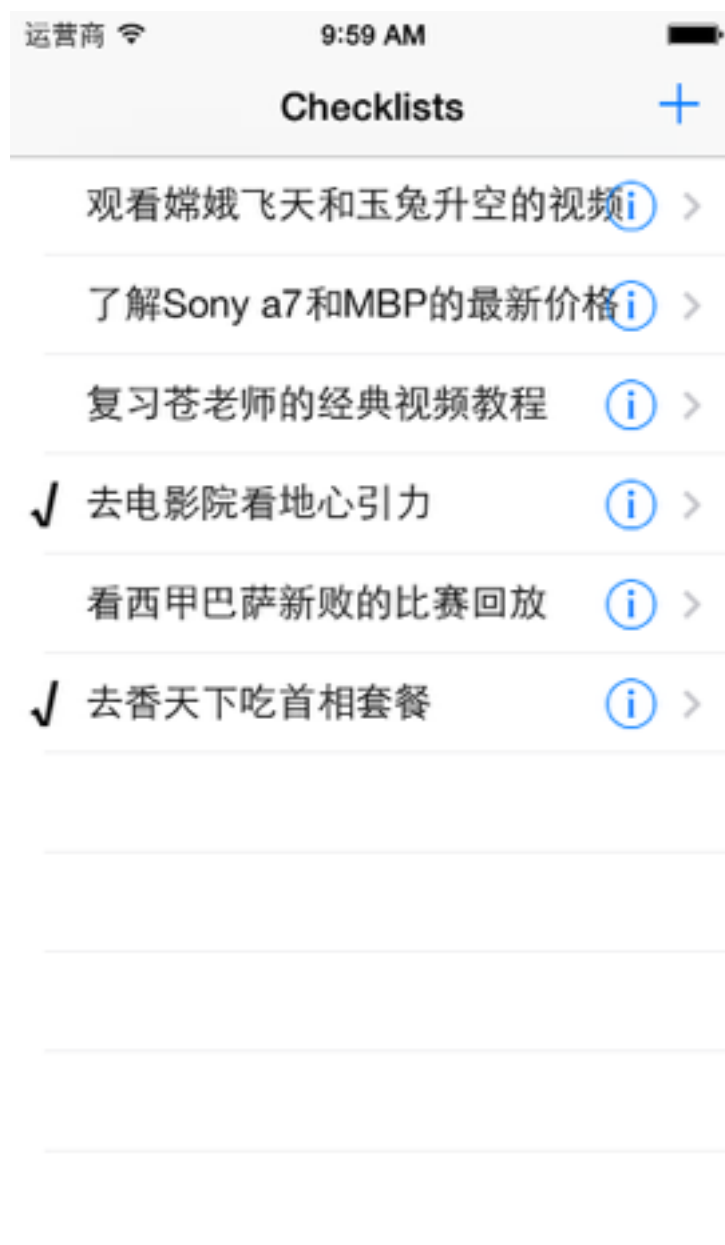 运营商 9:59 AM
Checklists +
观看嫦娥飞天和玉兔升空的视频
了解Sony a7和MBP的最新价格
复习苍老师的经典视频教程
√ 去电影院看地心引力
看西甲巴萨新败的比赛回放
√ 去香天下吃首相套餐